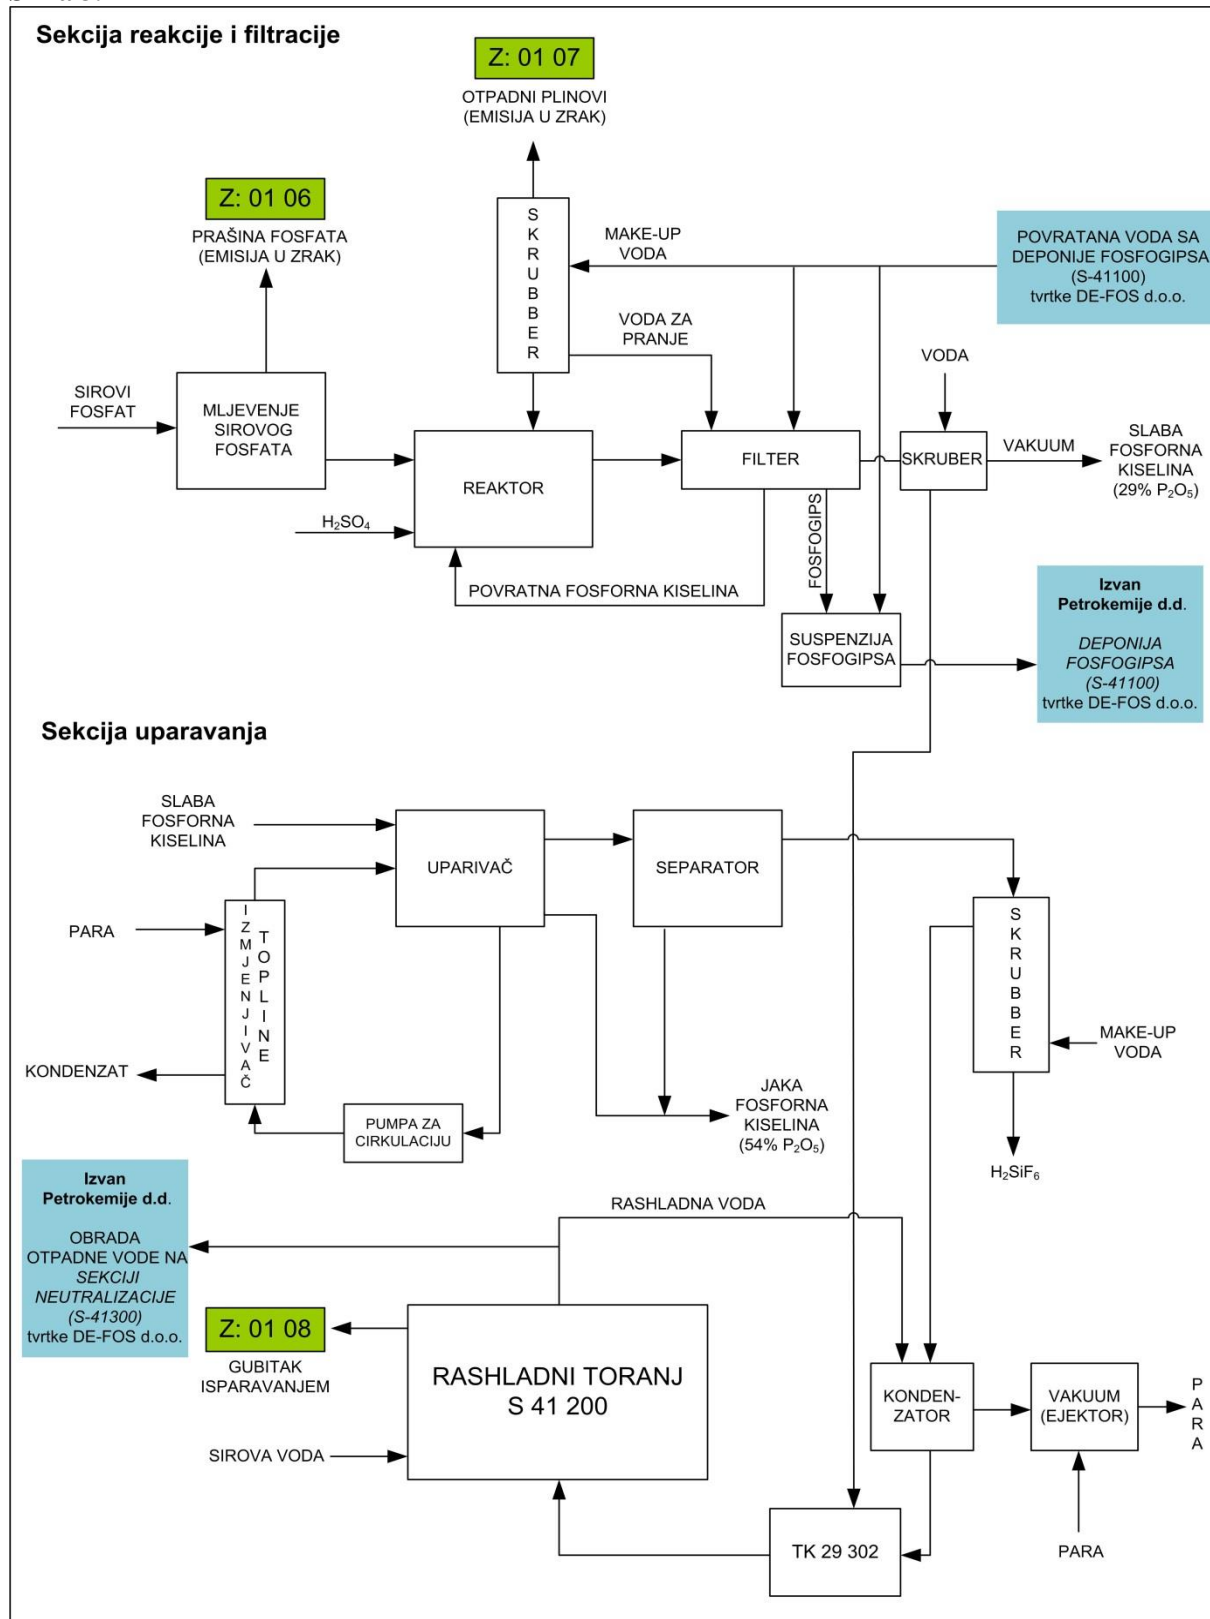 Sekcija reakcije i filtracije
Z: 01 07
OTPADNI PLINOVI
(EMISIJA U ZRAK)
Z: 01 06
PRAŠINA FOSFATA
(EMISIJA U ZRAK)
SKRUBBER
MAKE-UP
VODA
POVRATANA VODA SA
DEPONIJE FOSFOGIPSA
(S-41100)
tvrtke DE-FOS d.o.o.
VODA ZA
PRANJE
VODA
SIROVI
FOSFAT
MLJEVENJE
SIROVOG
FOSFATA
REAKTOR
FILTER
SKRUBER
VAKUUM
SLABA
FOSFORNA
KISELINA
(29% P₂O₅)
H₂SO₄
FOSFOGIPS
POVRATNA FOSFORNA KISELINA
SUSPENZIJA
FOSFOGIPSA
Izvan
Petrokemije d.d.
DEPONIJA
FOSFOGIPSA
(S-41100)
tvrtke DE-FOS d.o.o.
Sekcija uparavanja
SLABA
FOSFORNA
KISELINA
UPARIVAČ
SEPARATOR
PARA
IZMJENJIVAČ
TOPLINE
SKRUBBER
MAKE-UP
VODA
KONDENZAT
PUMPA ZA
CIRKULACIJU
JAKA
FOSFORNA
KISELINA
(54% P₂O₅)
H₂SiF₆
Izvan
Petrokemije d.d.
OBRADA
OTPADNE VODE NA
SEKCIJI
NEUTRALIZACIJE
(S-41300)
tvrtke DE-FOS d.o.o.
RASHLADNA VODA
Z: 01 08
GUBITAK
ISPARAVANJEM
RASHLADNI TORANJ
S 41 200
SIROVA VODA
KONDEN-
ZATOR
VAKUUM
(EJEKTOR)
PARA
TK 29 302
PARA